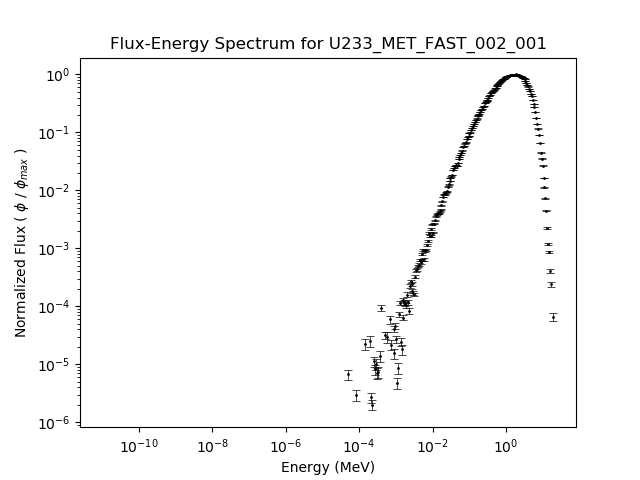 Flux-Energy Spectrum for U233_MET_FAST_002_001
Normalized Flux ( ϕ / ϕ_max )
10^0
10^-1
10^-2
10^-3
10^-4
10^-5
10^-6
10^-10 10^-8 10^-6 10^-4 10^-2 10^0
Energy (MeV)